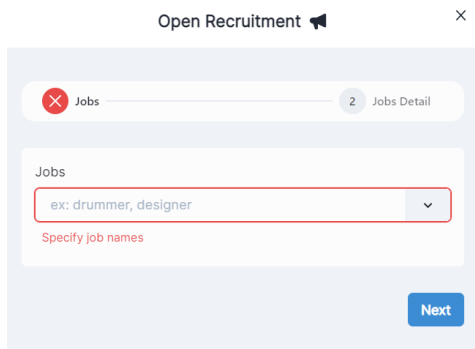 Open Recruitment
Jobs
2 Jobs Detail
Jobs
ex: drummer, designer
Specify job names
Next